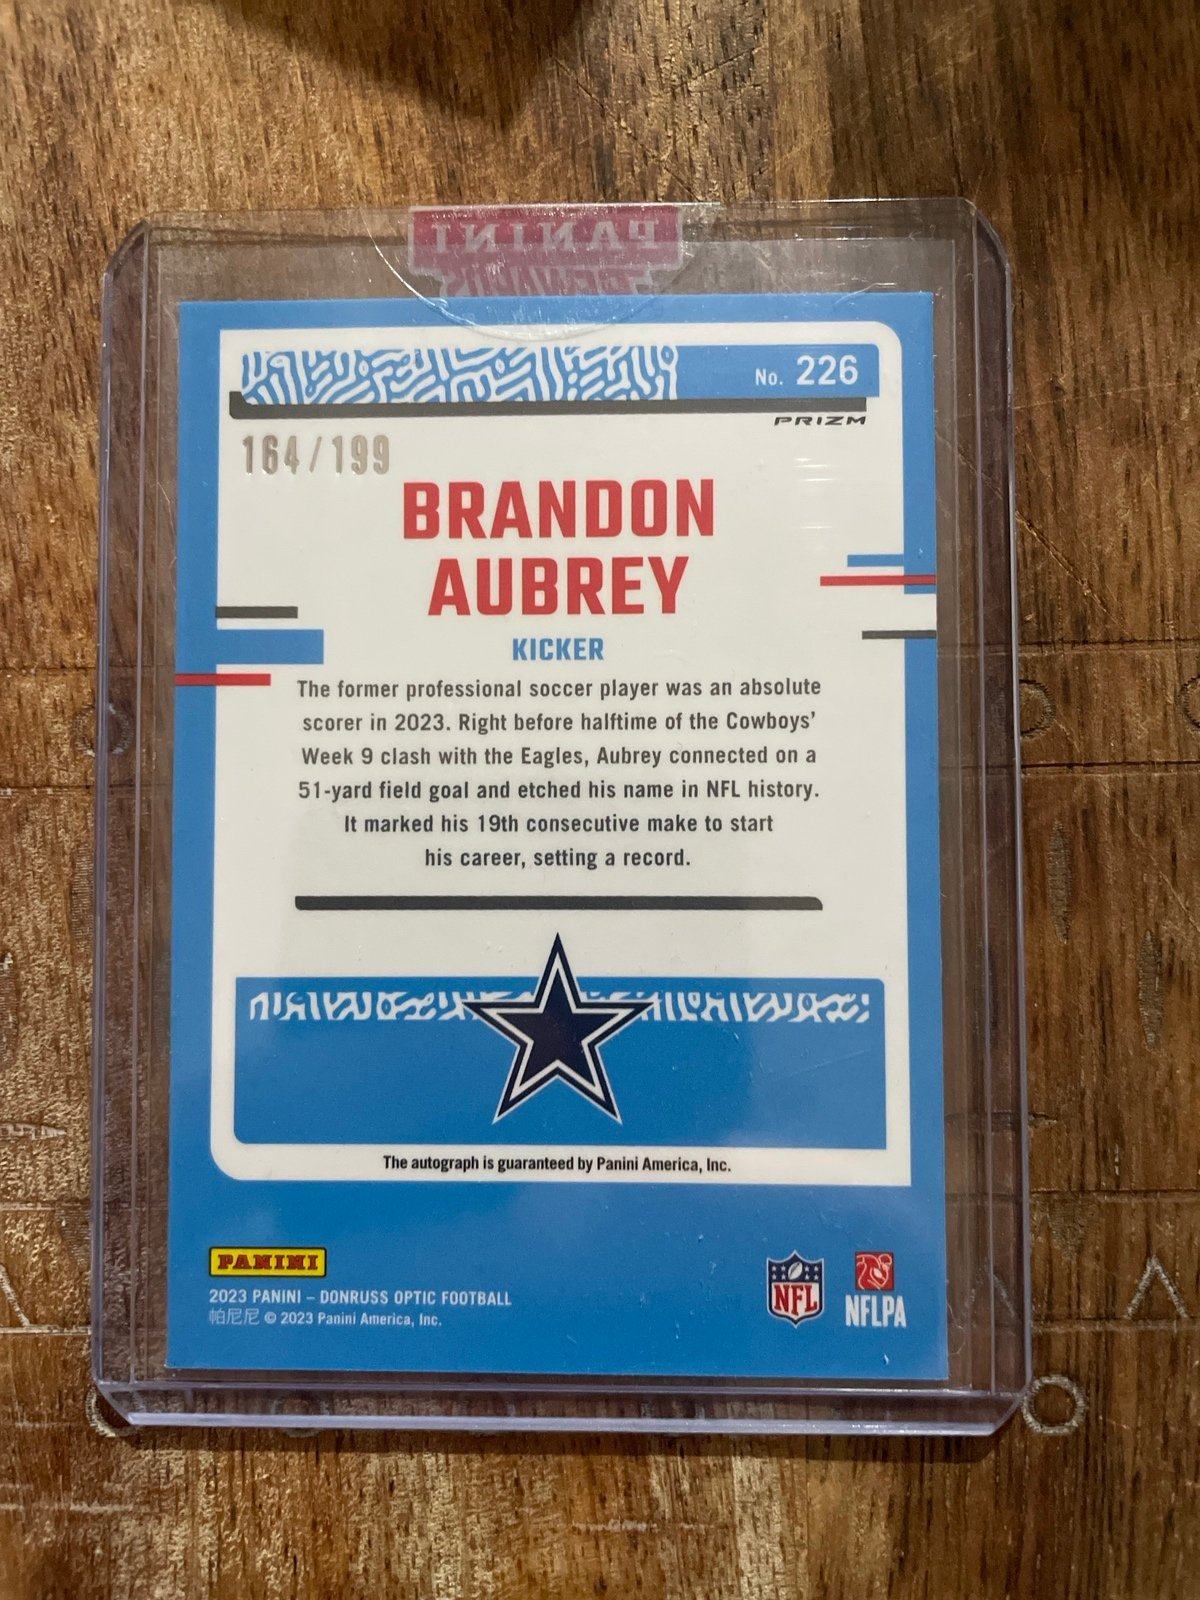 PANINI
REWARDS
No. 226
PRIZM
164/199
BRANDON
AUBREY
KICKER
The former professional soccer player was an absolute
scorer in 2023. Right before halftime of the Cowboys'
Week 9 clash with the Eagles, Aubrey connected on a
51-yard field goal and etched his name in NFL history.
It marked his 19th consecutive make to start
his career, setting a record.
The autograph is guaranteed by Panini America, Inc.
PANINI
2023 PANINI – DONRUSS OPTIC FOOTBALL
帕尼尼 © 2023 Panini America, Inc.
NFL
NFLPA